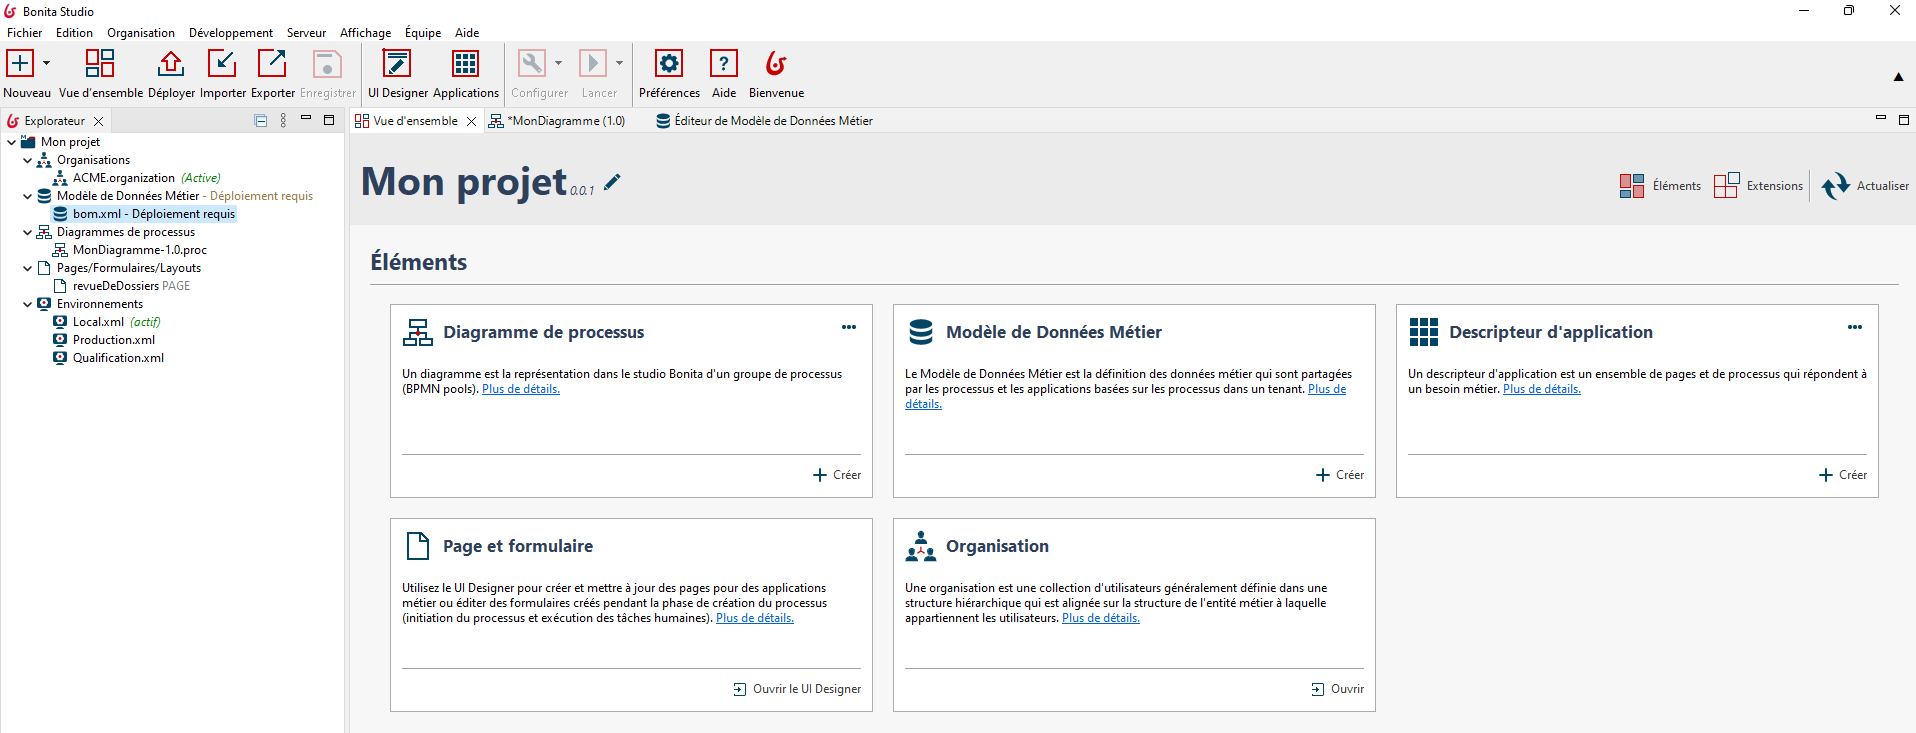 Bonita Studio
Fichier Edition Organisation Développement Serveur Affichage Équipe Aide
Nouveau Vue d'ensemble Déployer Importer Exporter Enregistrer UI Designer Applications Configurer Lancer Préférences Aide Bienvenue
Explorateur
Vue d'ensemble *MonDiagramme (1.0) Éditeur de Modèle de Données Métier
Mon projet
Organisations
ACME.organization (Active)
Modèle de Données Métier - Déploiement requis
bom.xml - Déploiement requis
Diagrammes de processus
MonDiagramme-1.0.proc
Pages/Formulaires/Layouts
revueDeDossiers PAGE
Environnements
Local.xml (actif)
Production.xml
Qualification.xml
Mon projet 0.0.1
Éléments Extensions Actualiser
Éléments
Diagramme de processus
Un diagramme est la représentation dans le studio Bonita d'un groupe de processus
(BPMN pools). Plus de détails.
Créer
Modèle de Données Métier
Le Modèle de Données Métier est la définition des données métier qui sont partagées
par les processus et les applications basées sur les processus dans un tenant. Plus de
détails.
Créer
Descripteur d'application
Un descripteur d'application est un ensemble de pages et de processus qui répondent à
un besoin métier. Plus de détails.
Créer
Page et formulaire
Utilisez le UI Designer pour créer et mettre à jour des pages pour des applications
métier ou éditer des formulaires créés pendant la phase de création du processus
(initiation du processus et exécution des tâches humaines). Plus de détails.
Ouvrir le UI Designer
Organisation
Une organisation est une collection d'utilisateurs généralement définie dans une
structure hiérarchique qui est alignée sur la structure de l'entité métier à laquelle
appartiennent les utilisateurs. Plus de détails.
Ouvrir